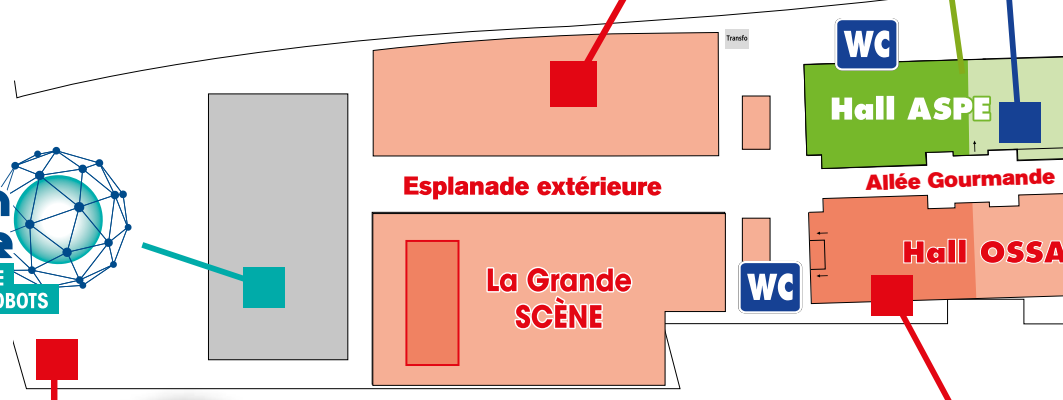 Transfo
WC
Hall ASPE
Esplanade extérieure
Allée Gourmande
Hall OSSA
La Grande
SCÈNE
WC
OBOTS